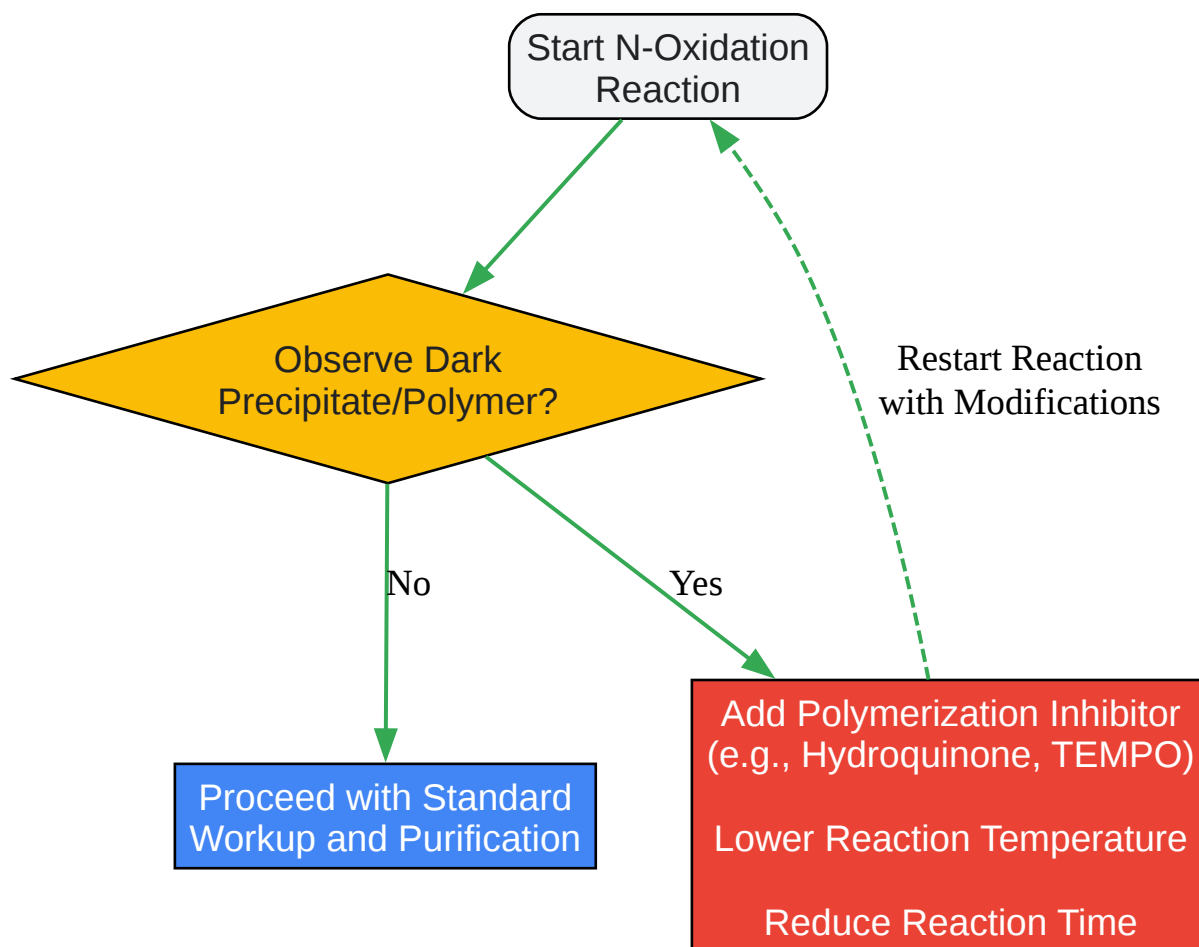 Start N-Oxidation
Reaction
Observe Dark
Precipitate/Polymer?
Restart Reaction
with Modifications
No
Yes
Proceed with Standard
Workup and Purification
Add Polymerization Inhibitor
(e.g., Hydroquinone, TEMPO)
Lower Reaction Temperature
Reduce Reaction Time